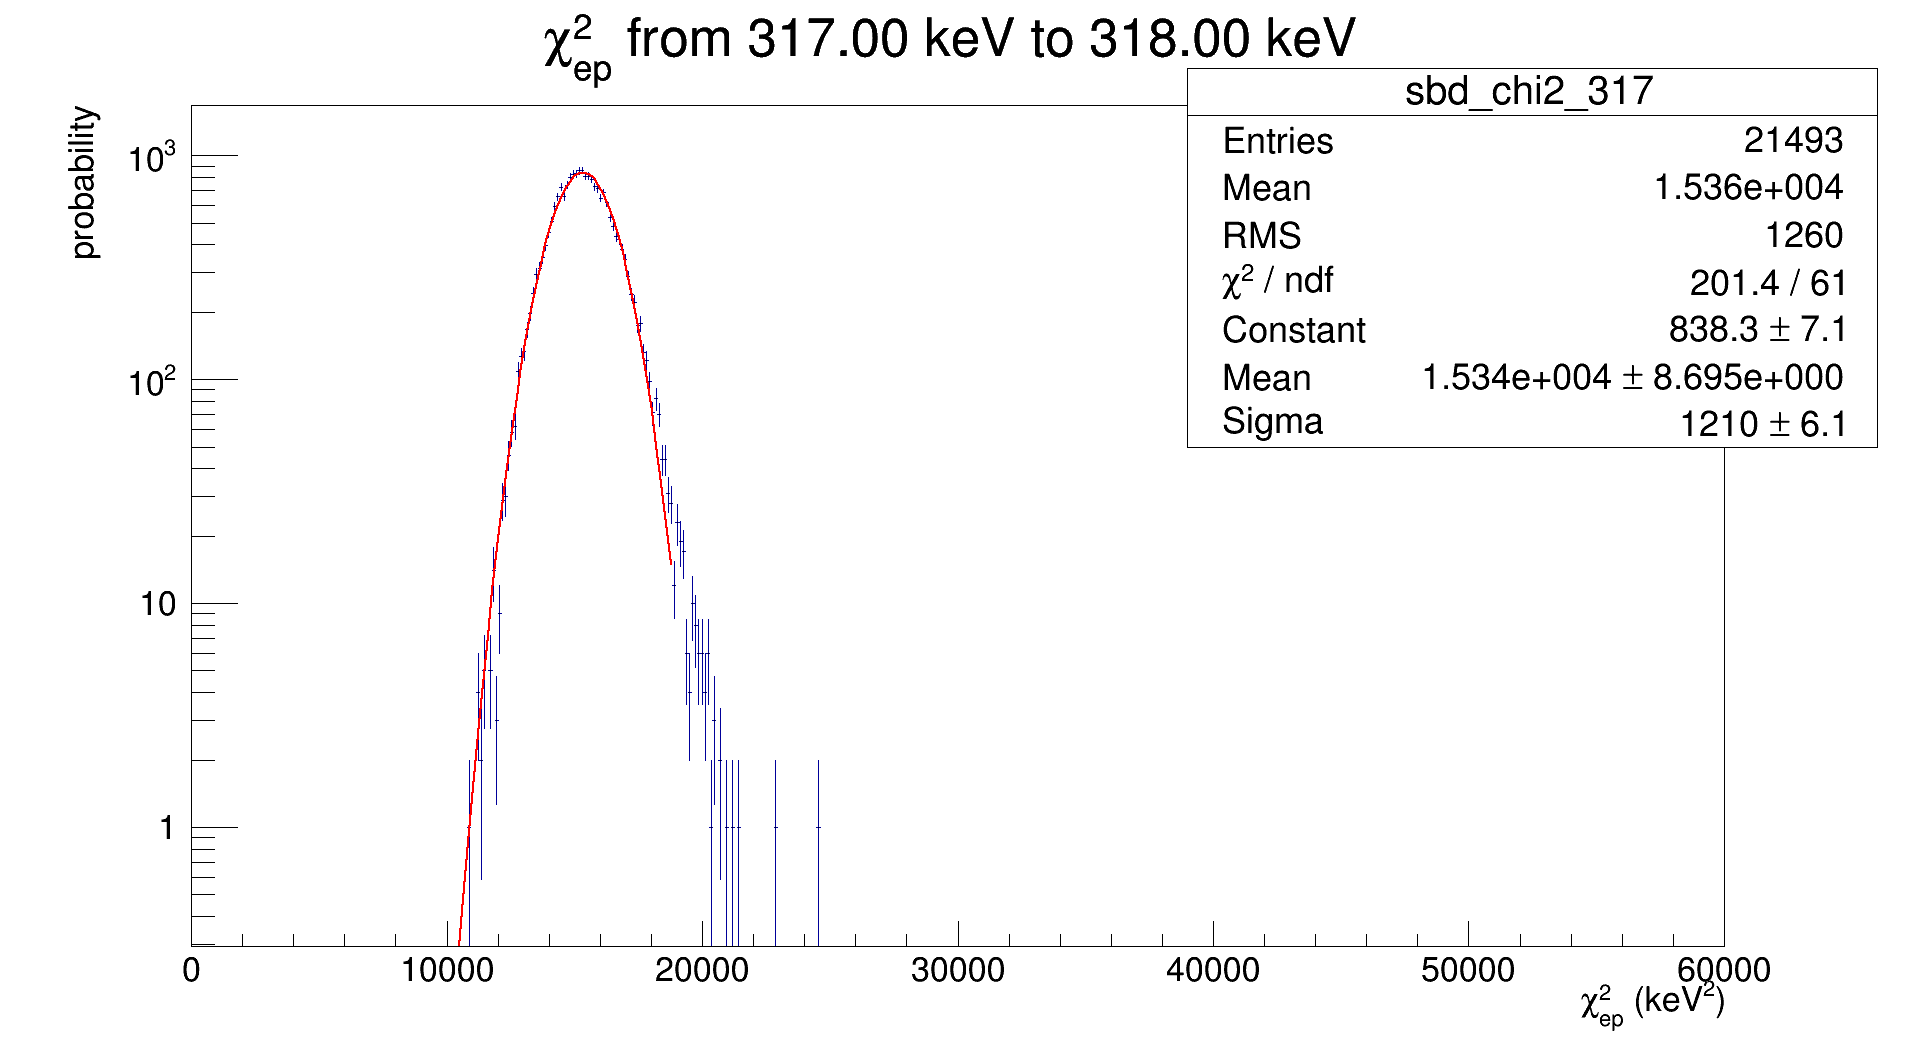 χ²ep from 317.00 keV to 318.00 keV
sbd_chi2_317
Entries 21493
Mean 1.536e+004
RMS 1260
χ² / ndf 201.4 / 61
Constant 838.3 ± 7.1
Mean 1.534e+004 ± 8.695e+000
Sigma 1210 ± 6.1
probability
10³
10²
10
1
0 10000 20000 30000 40000 50000 60000
χ²ep (keV²)